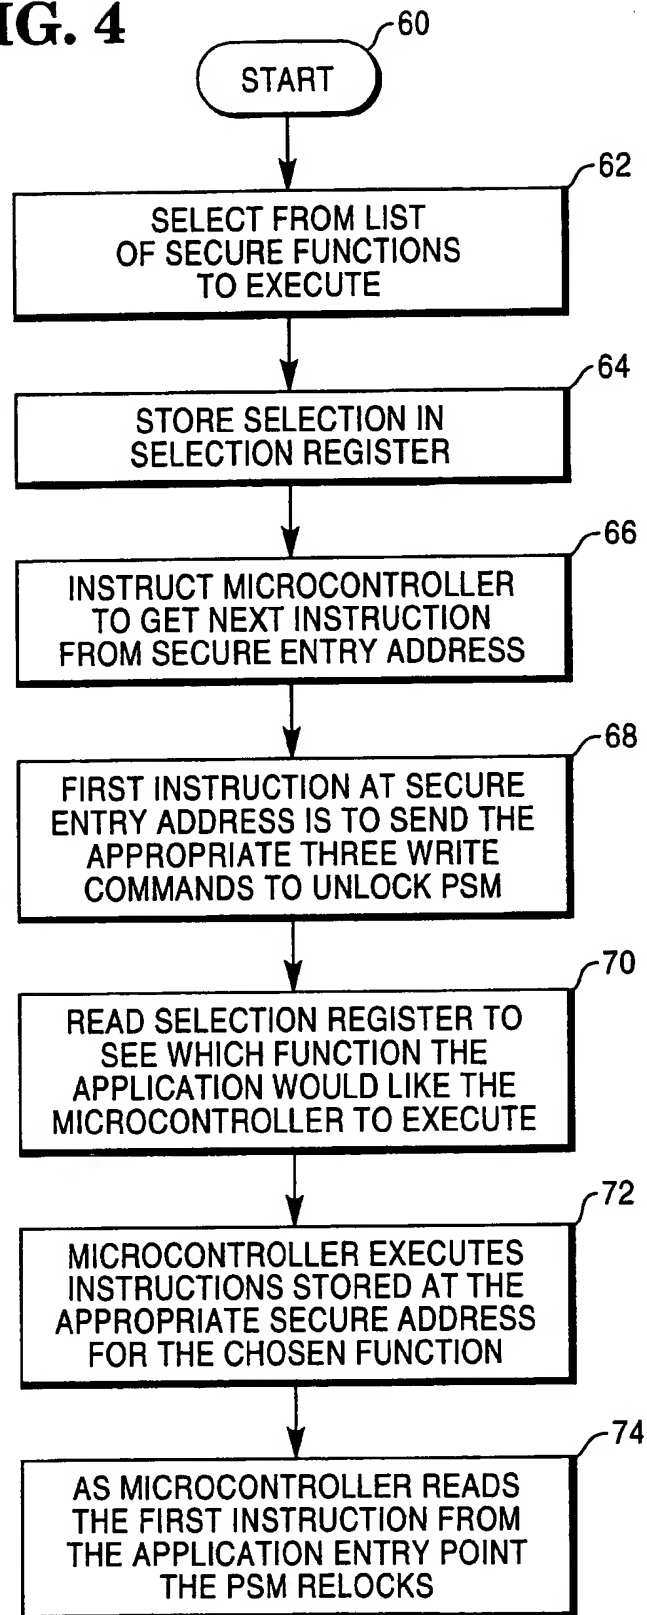 IG. 4
60
START
62
SELECT FROM LIST
OF SECURE FUNCTIONS
TO EXECUTE
64
STORE SELECTION IN
SELECTION REGISTER
66
INSTRUCT MICROCONTROLLER
TO GET NEXT INSTRUCTION
FROM SECURE ENTRY ADDRESS
68
FIRST INSTRUCTION AT SECURE
ENTRY ADDRESS IS TO SEND THE
APPROPRIATE THREE WRITE
COMMANDS TO UNLOCK PSM
70
READ SELECTION REGISTER TO
SEE WHICH FUNCTION THE
APPLICATION WOULD LIKE THE
MICROCONTROLLER TO EXECUTE
72
MICROCONTROLLER EXECUTES
INSTRUCTIONS STORED AT THE
APPROPRIATE SECURE ADDRESS
FOR THE CHOSEN FUNCTION
74
AS MICROCONTROLLER READS
THE FIRST INSTRUCTION FROM
THE APPLICATION ENTRY POINT
THE PSM RELOCKS